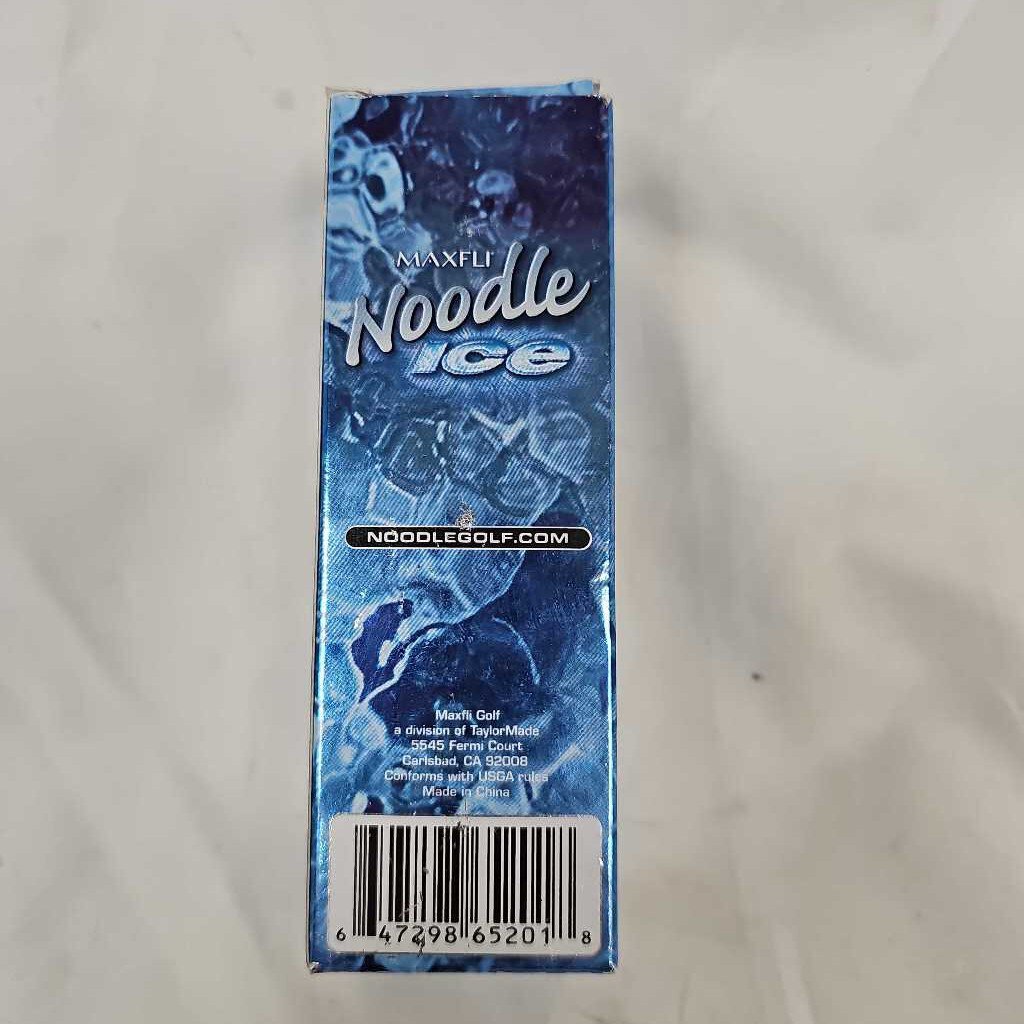 MAXFLI
Noodle
ice
NOODLEGOLF.COM
Maxfli Golf
a division of TaylorMade
5545 Fermi Court
Carlsbad, CA 92008
Conforms with USGA rules
Made in China
6 47298 65201 8